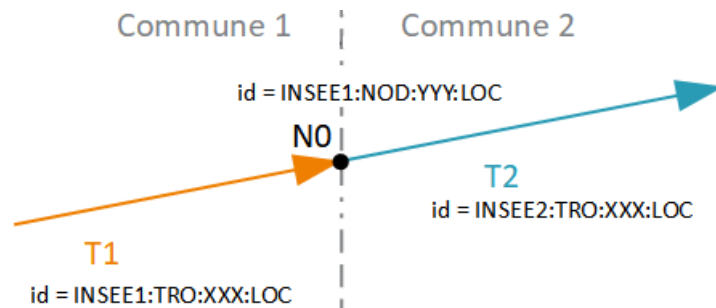 Commune 1
Commune 2
id = INSEE1:NOD:YYY:LOC
N0
T2
id = INSEE2:TRO:XXX:LOC
T1
id = INSEE1:TRO:XXX:LOC